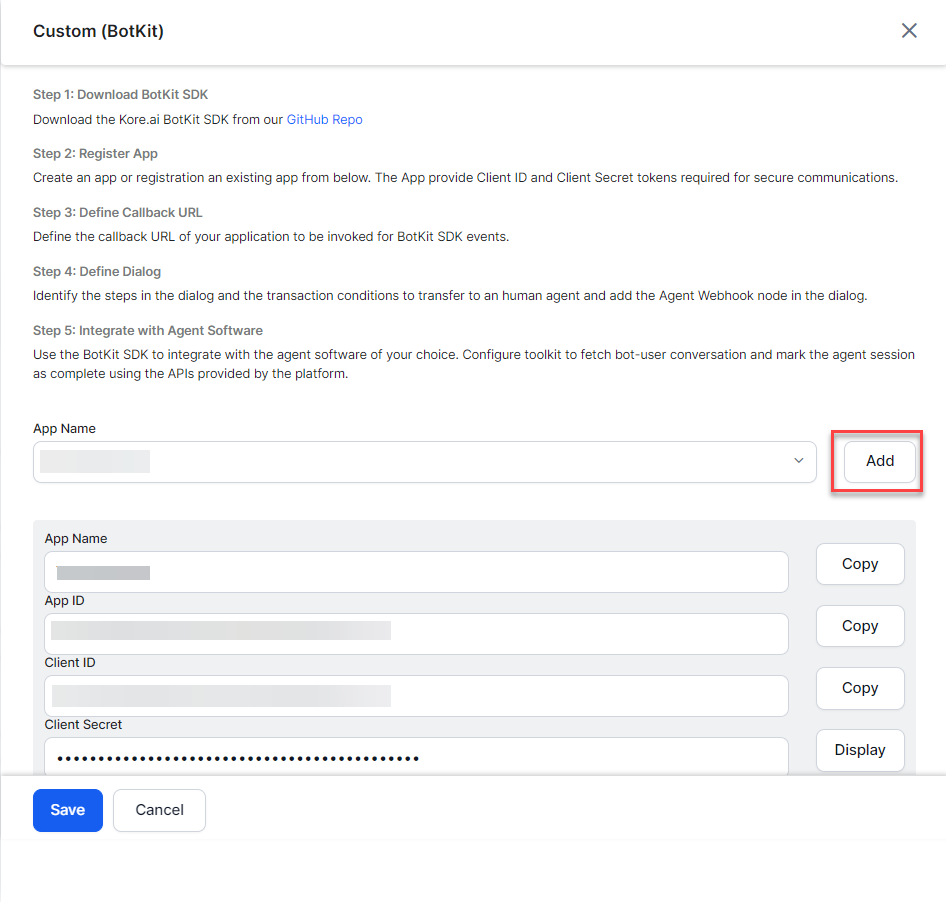 Custom (BotKit)
Step 1: Download BotKit SDK
Download the Kore.ai BotKit SDK from our GitHub Repo
Step 2: Register App
Create an app or registration an existing app from below. The App provide Client ID and Client Secret tokens required for secure communications.
Step 3: Define Callback URL
Define the callback URL of your application to be invoked for BotKit SDK events.
Step 4: Define Dialog
Identify the steps in the dialog and the transaction conditions to transfer to an human agent and add the Agent Webhook node in the dialog.
Step 5: Integrate with Agent Software
Use the BotKit SDK to integrate with the agent software of your choice. Configure toolkit to fetch bot-user conversation and mark the agent session
as complete using the APIs provided by the platform.
App Name
Add
App Name
Copy
App ID
Copy
Client ID
Copy
Client Secret
Display
Save
Cancel